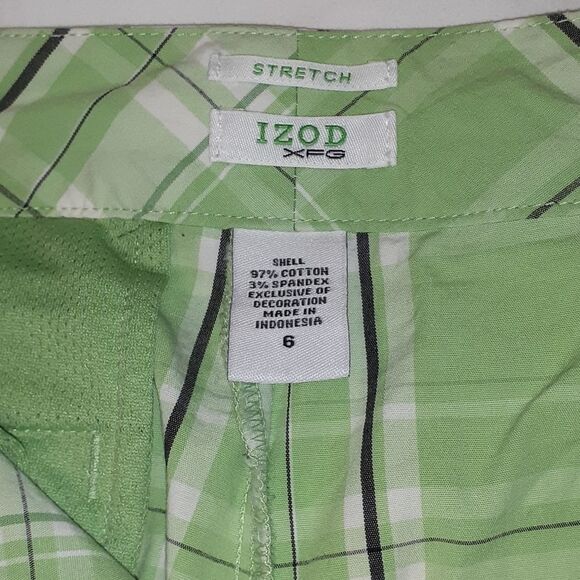 STRETCH
IZOD
XFG
SHELL
97% COTTON
3% SPANDEX
EXCLUSIVE OF
DECORATION
MADE IN
INDONESIA
6